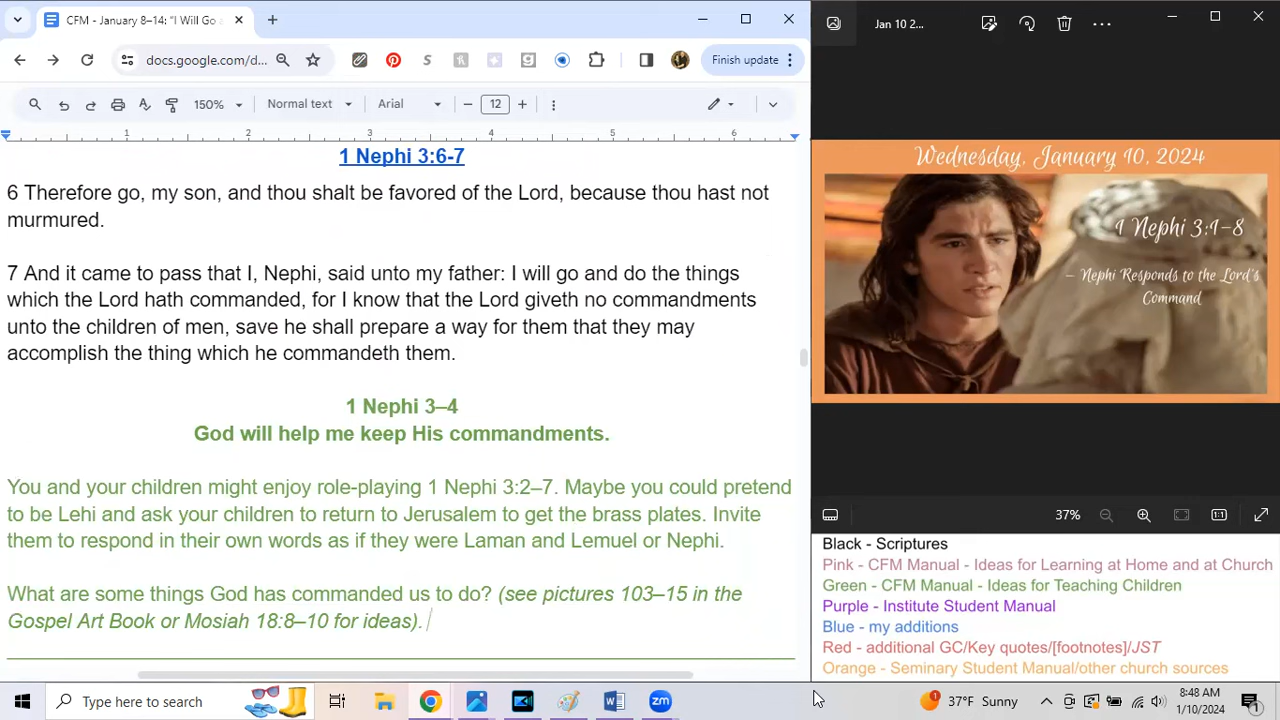 CFM - January 8–14: “I Will Go a
docs.google.com/d...
Finish update
150%
Normal text
Arial
12
1 2 3 4 5 6
1 Nephi 3:6-7
6 Therefore go, my son, and thou shalt be favored of the Lord, because thou hast not
murmured.
7 And it came to pass that I, Nephi, said unto my father: I will go and do the things
which the Lord hath commanded, for I know that the Lord giveth no commandments
unto the children of men, save he shall prepare a way for them that they may
accomplish the thing which he commandeth them.
1 Nephi 3–4
God will help me keep His commandments.
You and your children might enjoy role-playing 1 Nephi 3:2–7. Maybe you could pretend
to be Lehi and ask your children to return to Jerusalem to get the brass plates. Invite
them to respond in their own words as if they were Laman and Lemuel or Nephi.
What are some things God has commanded us to do? (see pictures 103–15 in the
Gospel Art Book or Mosiah 18:8–10 for ideas).
Jan 10 2...
Wednesday, January 10, 2024
1 Nephi 3:1-8
– Nephi Responds to the Lord's
Command
37%
Black - Scriptures
Pink - CFM Manual - Ideas for Learning at Home and at Church
Green - CFM Manual - Ideas for Teaching Children
Purple - Institute Student Manual
Blue - my additions
Red - additional GC/Key quotes/[footnotes]/JST
Orange - Seminary Student Manual/other church sources
Type here to search
zm
1
37°F Sunny
8:48 AM
1/10/2024
1